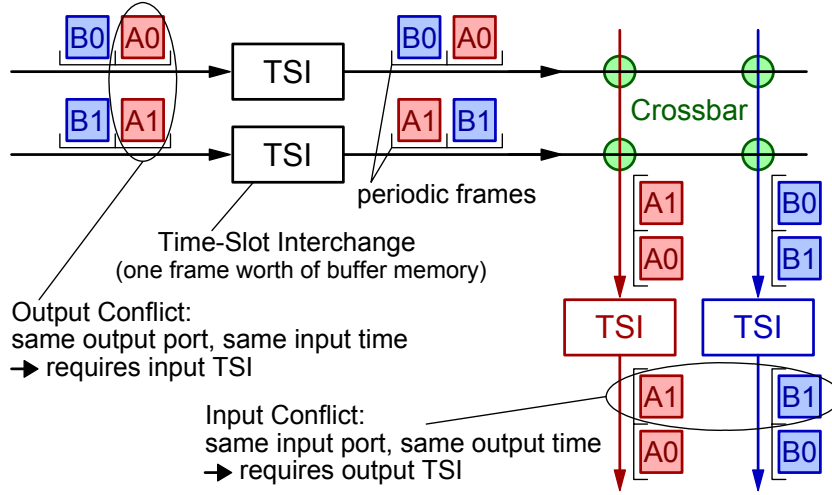 B0 A0 TSI B0 A0
Crossbar
B1 A1 TSI A1 B1
periodic frames
A1 B0
Time-Slot Interchange
(one frame worth of buffer memory)
A0 B1
Output Conflict:
same output port, same input time
→ requires input TSI
TSI TSI
Input Conflict:
same input port, same output time
→ requires output TSI
A1 B1
A0 B0